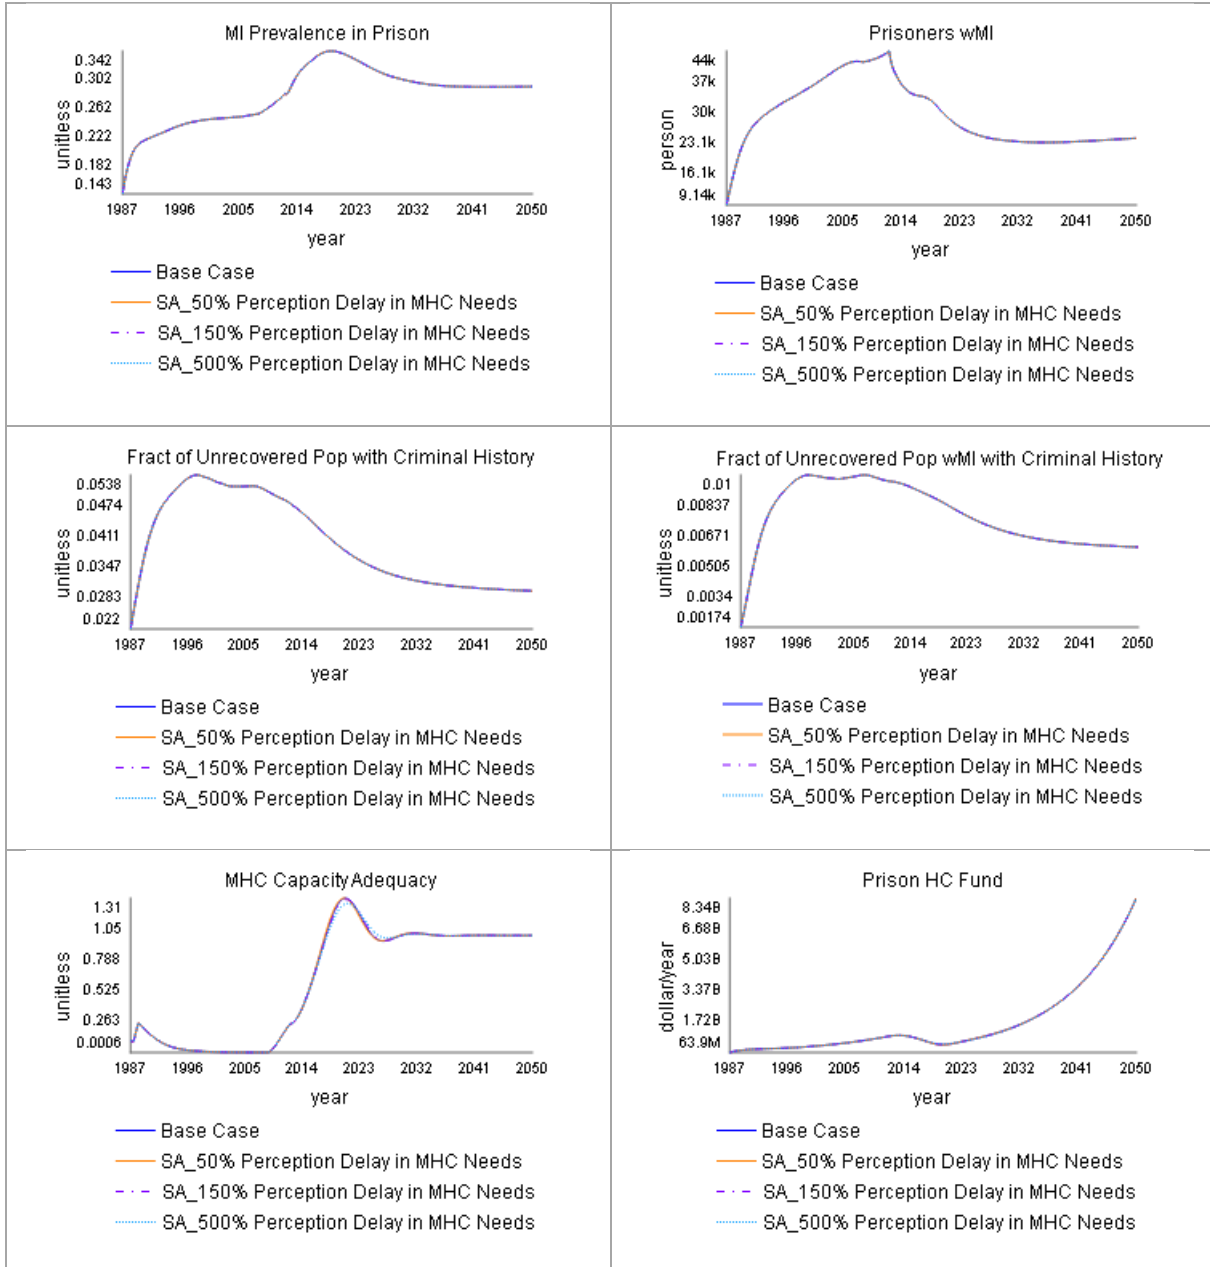 MI Prevalence in Prison
0.342
0.302
0.262
0.222
0.182
0.143
unitless
1987 1996 2005 2014 2023 2032 2041 2050
year
Base Case
SA_50% Perception Delay in MHC Needs
SA_150% Perception Delay in MHC Needs
SA_500% Perception Delay in MHC Needs
Prisoners wMI
44k
37k
30k
23.1k
16.1k
9.14k
person
1987 1996 2005 2014 2023 2032 2041 2050
year
Base Case
SA_50% Perception Delay in MHC Needs
SA_150% Perception Delay in MHC Needs
SA_500% Perception Delay in MHC Needs
Fract of Unrecovered Pop with Criminal History
0.0538
0.0474
0.0411
0.0347
0.0283
0.022
unitless
1987 1996 2005 2014 2023 2032 2041 2050
year
Base Case
SA_50% Perception Delay in MHC Needs
SA_150% Perception Delay in MHC Needs
SA_500% Perception Delay in MHC Needs
Fract of Unrecovered Pop wMI with Criminal History
0.01
0.00837
0.00671
0.00505
0.0034
0.00174
unitless
1987 1996 2005 2014 2023 2032 2041 2050
year
Base Case
SA_50% Perception Delay in MHC Needs
SA_150% Perception Delay in MHC Needs
SA_500% Perception Delay in MHC Needs
MHC Capacity Adequacy
1.31
1.05
0.788
0.525
0.263
0.0006
unitless
1987 1996 2005 2014 2023 2032 2041 2050
year
Base Case
SA_50% Perception Delay in MHC Needs
SA_150% Perception Delay in MHC Needs
SA_500% Perception Delay in MHC Needs
Prison HC Fund
8.34B
6.68B
5.03B
3.37B
1.72B
63.9M
dollar/year
1987 1996 2005 2014 2023 2032 2041 2050
year
Base Case
SA_50% Perception Delay in MHC Needs
SA_150% Perception Delay in MHC Needs
SA_500% Perception Delay in MHC Needs